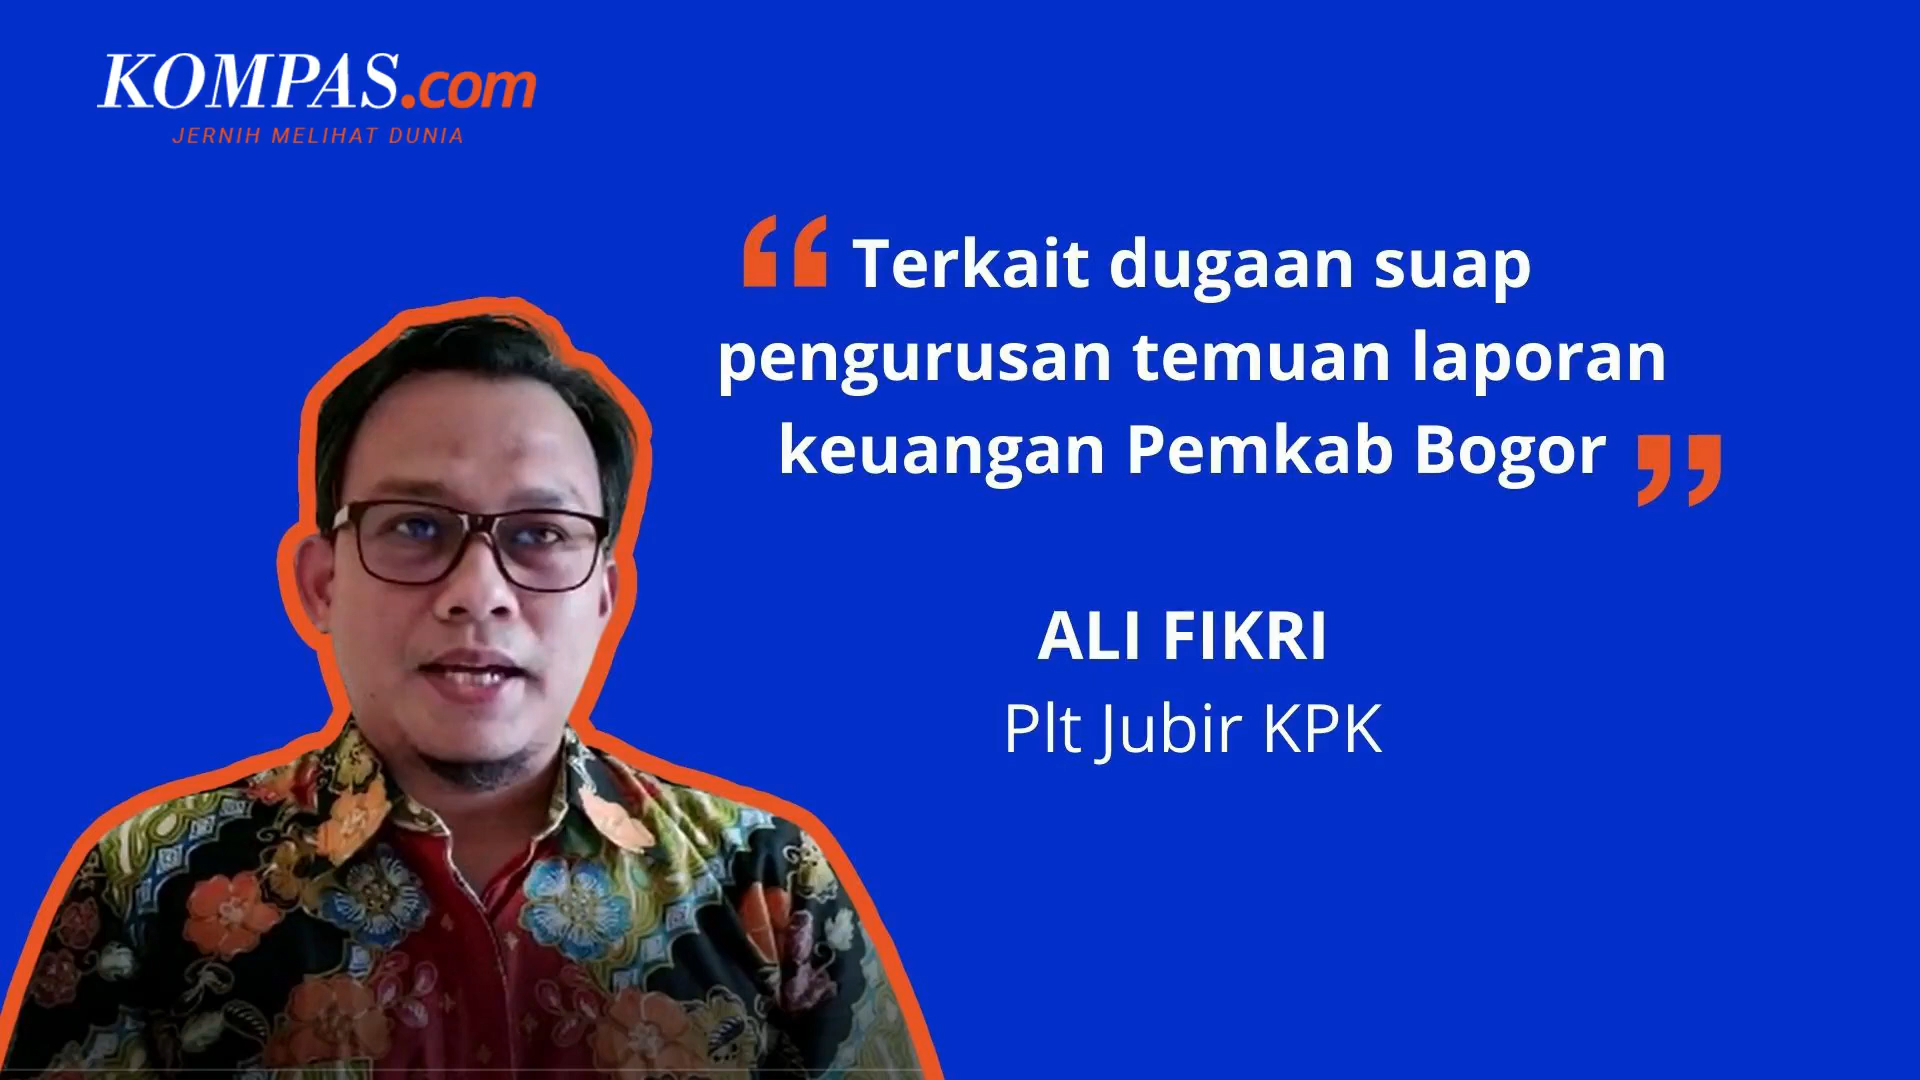 KOMPAS.com
JERNIH MELIHAT DUNIA
“ Terkait dugaan suap
pengurusan temuan laporan
keuangan Pemkab Bogor ”
ALI FIKRI
Plt Jubir KPK